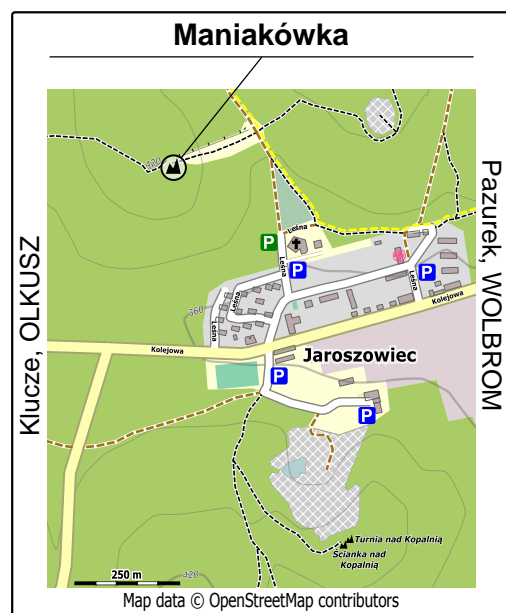 Maniakówka
420
Klucze, OLKUSZ
Pazurek, WOLBROM
Leśna
P
Leśna
P
P
Leśna
Leśna
Leśna
360
Kolejowa
Kolejowa
Jaroszowiec
P
P
Turnia nad Kopalnią
Ścianka nad
Kopalnią
250 m
420
Map data © OpenStreetMap contributors